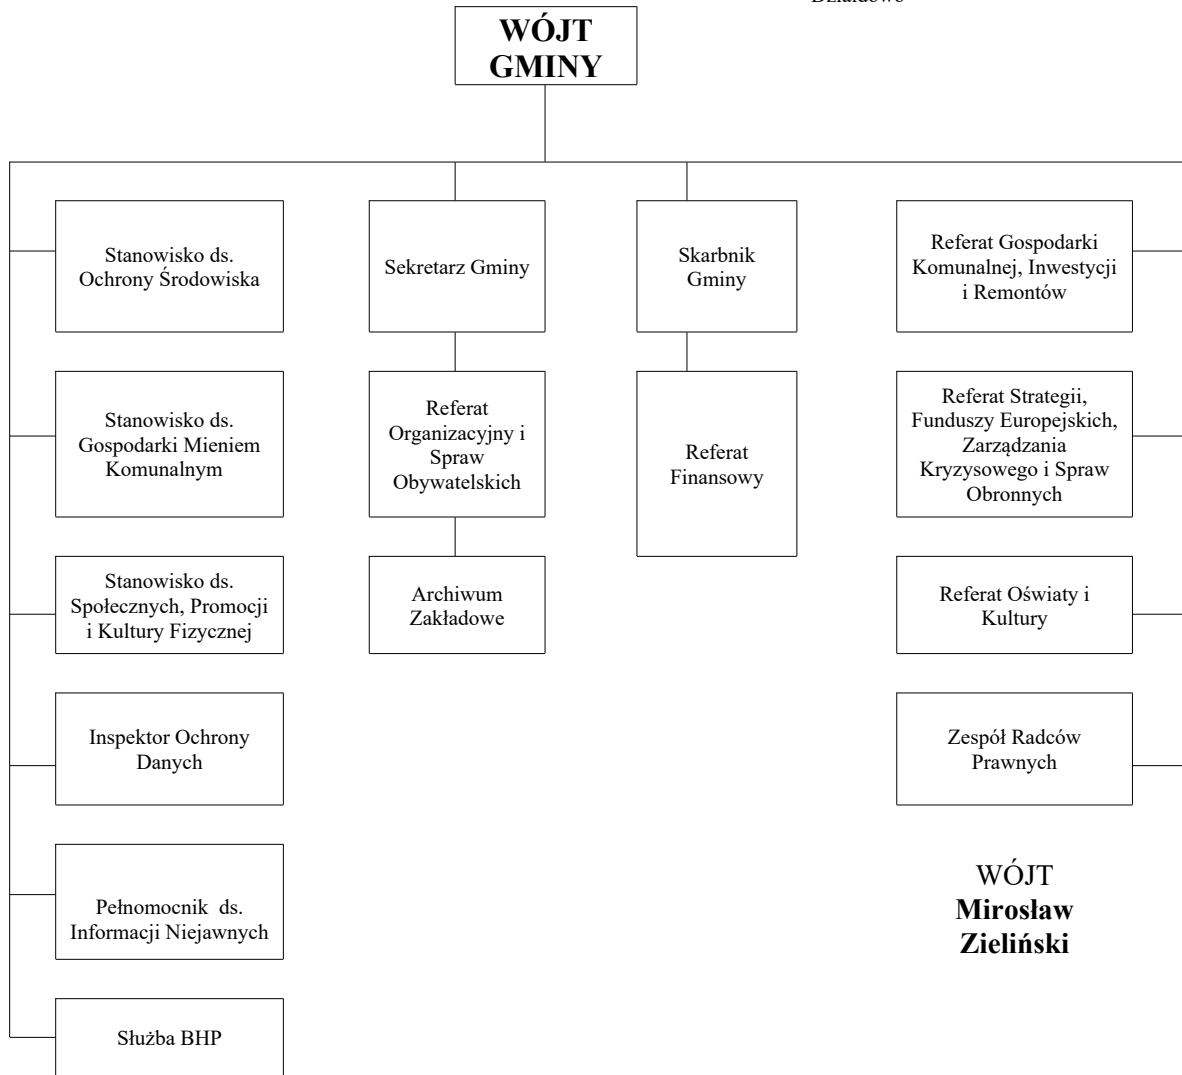 Działdowo
WÓJT
GMINY
Stanowisko ds.
Ochrony Środowiska
Sekretarz Gminy
Skarbnik
Gminy
Referat Gospodarki
Komunalnej, Inwestycji
i Remontów
Stanowisko ds.
Gospodarki Mieniem
Komunalnym
Referat
Organizacyjny i
Spraw
Obywatelskich
Referat
Finansowy
Referat Strategii,
Funduszy Europejskich,
Zarządzania
Kryzysowego i Spraw
Obronnych
Stanowisko ds.
Społecznych, Promocji
i Kultury Fizycznej
Archiwum
Zakładowe
Referat Oświaty i
Kultury
Inspektor Ochrony
Danych
Zespół Radców
Prawnych
Pełnomocnik  ds.
Informacji Niejawnych
WÓJT
Mirosław
Zieliński
Służba BHP